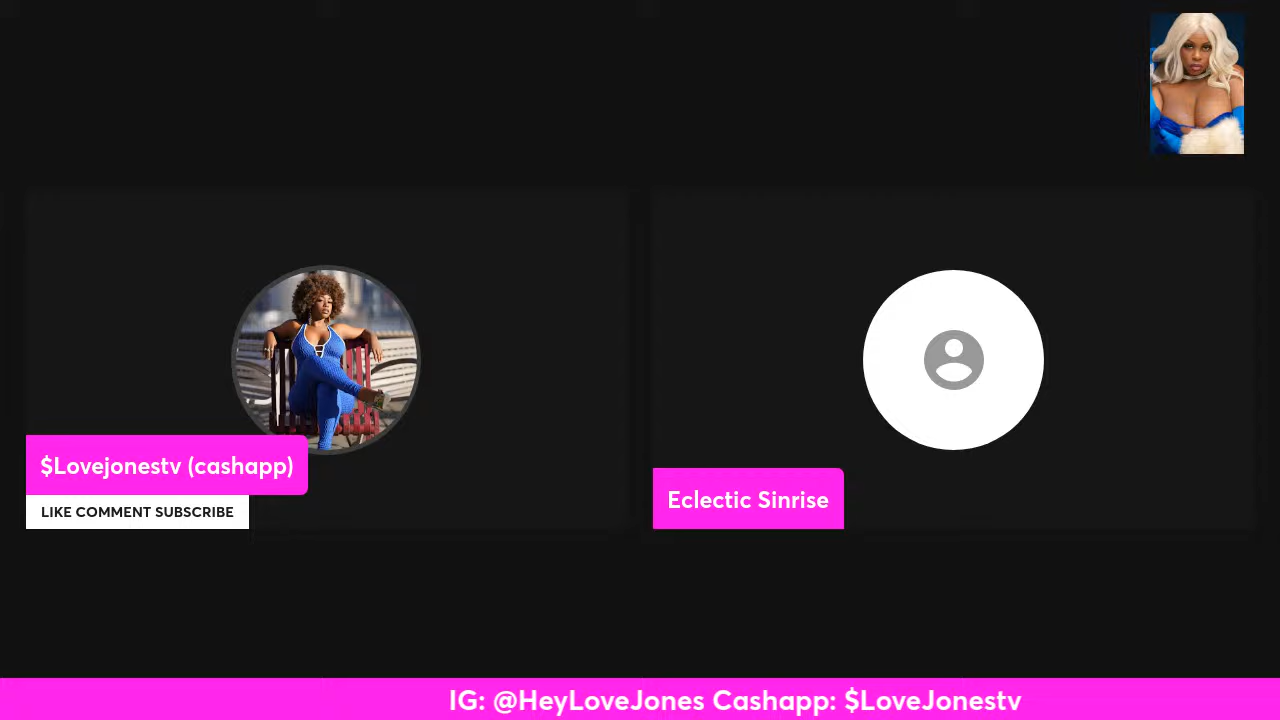 $Lovejonestv (cashapp)
LIKE COMMENT SUBSCRIBE
Eclectic Sinrise
IG: @HeyLoveJones Cashapp: $LoveJonestv